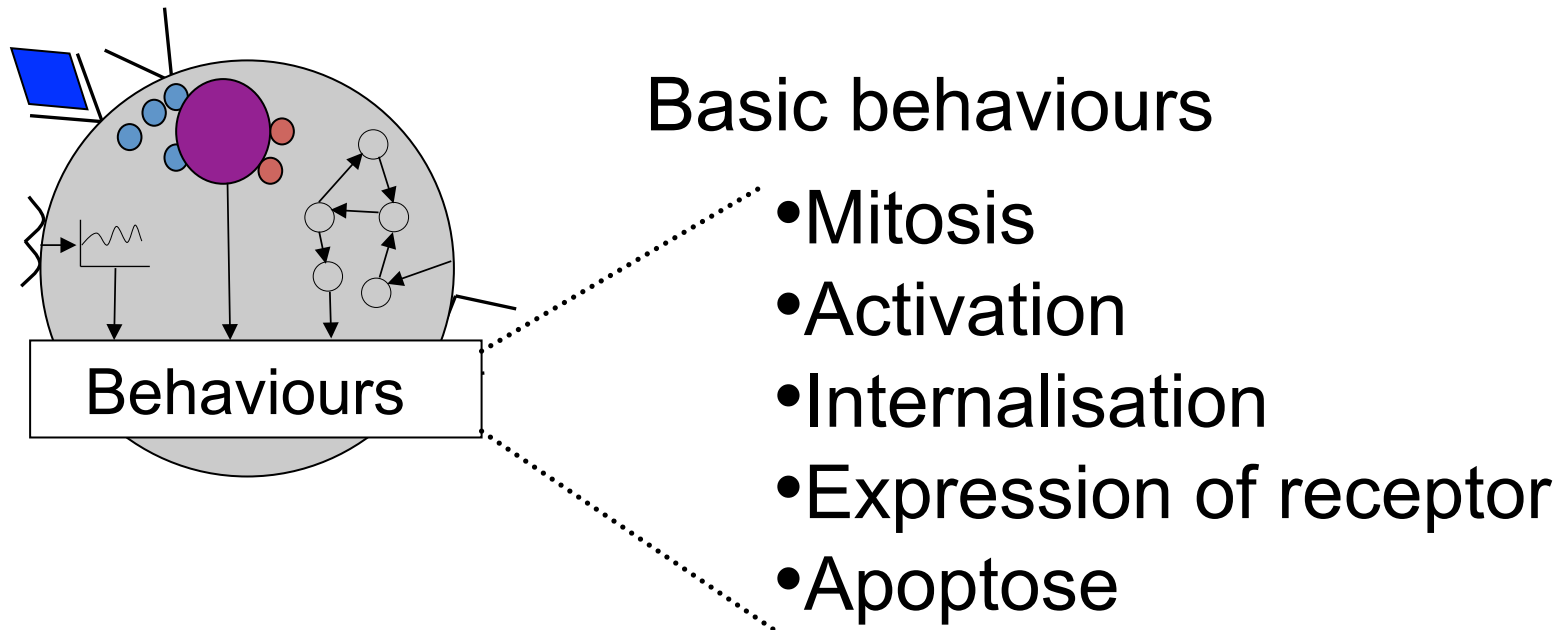 Basic behaviours
•Mitosis
•Activation
•Internalisation
•Expression of receptor
•Apoptose
Behaviours